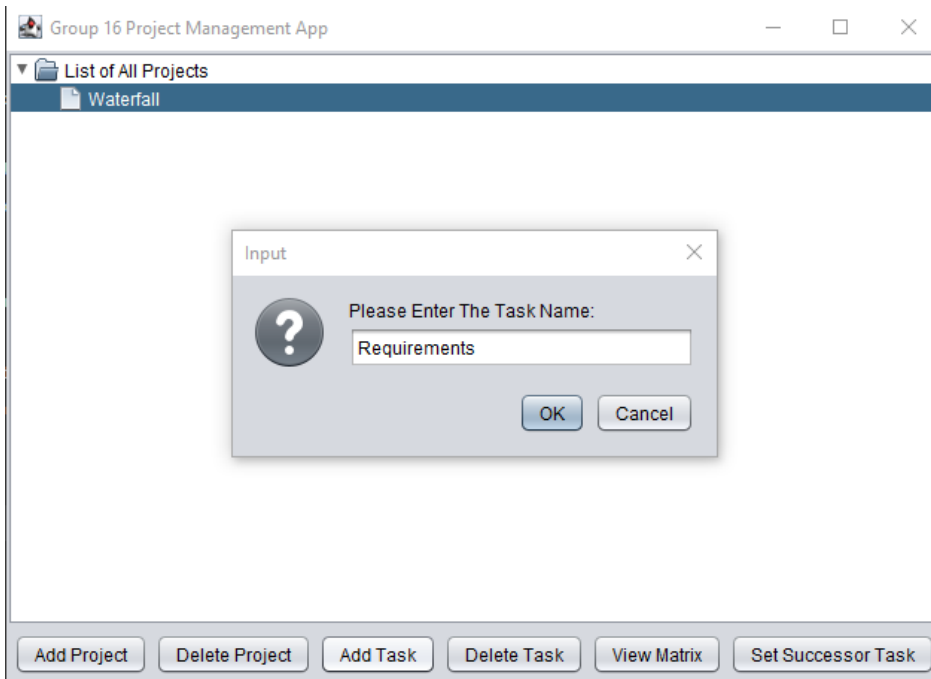 Group 16 Project Management App
List of All Projects
Waterfall
Input
Please Enter The Task Name:
Requirements
OK Cancel
Add Project Delete Project Add Task Delete Task View Matrix Set Successor Task